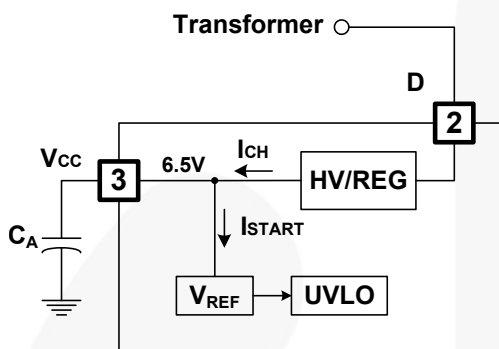 Transformer
D
2
VCC
3
6.5V
ICH
HV/REG
CA
ISTART
VREF
UVLO